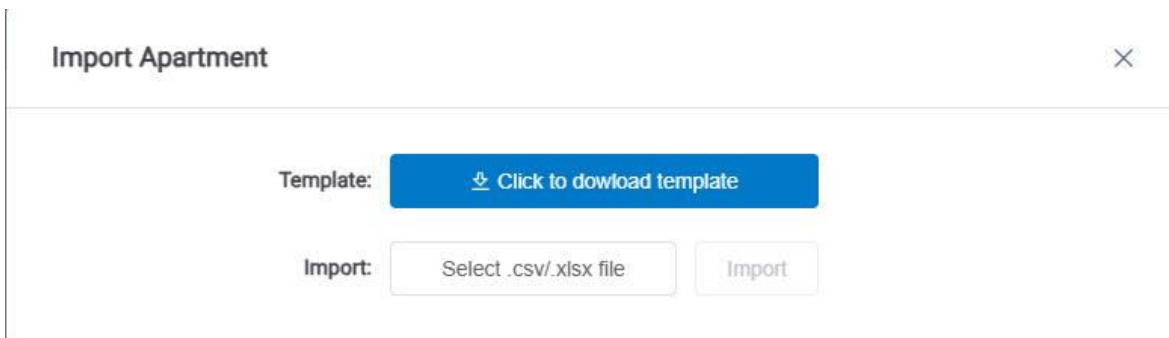 Import Apartment
Template: Click to dowload template
Import: Select .csv/.xlsx file Import